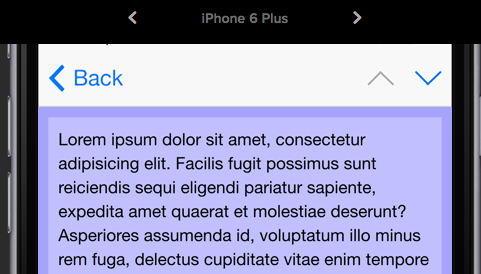 iPhone 6 Plus
Back
Lorem ipsum dolor sit amet, consectetur
adipisicing elit. Facilis fugit possimus sunt
reiciendis sequi eligendi pariatur sapiente,
expedita amet quaerat et molestiae deserunt?
Asperiores assumenda id, voluptatum illo minus
rem fuga, delectus cupiditate vitae enim tempore